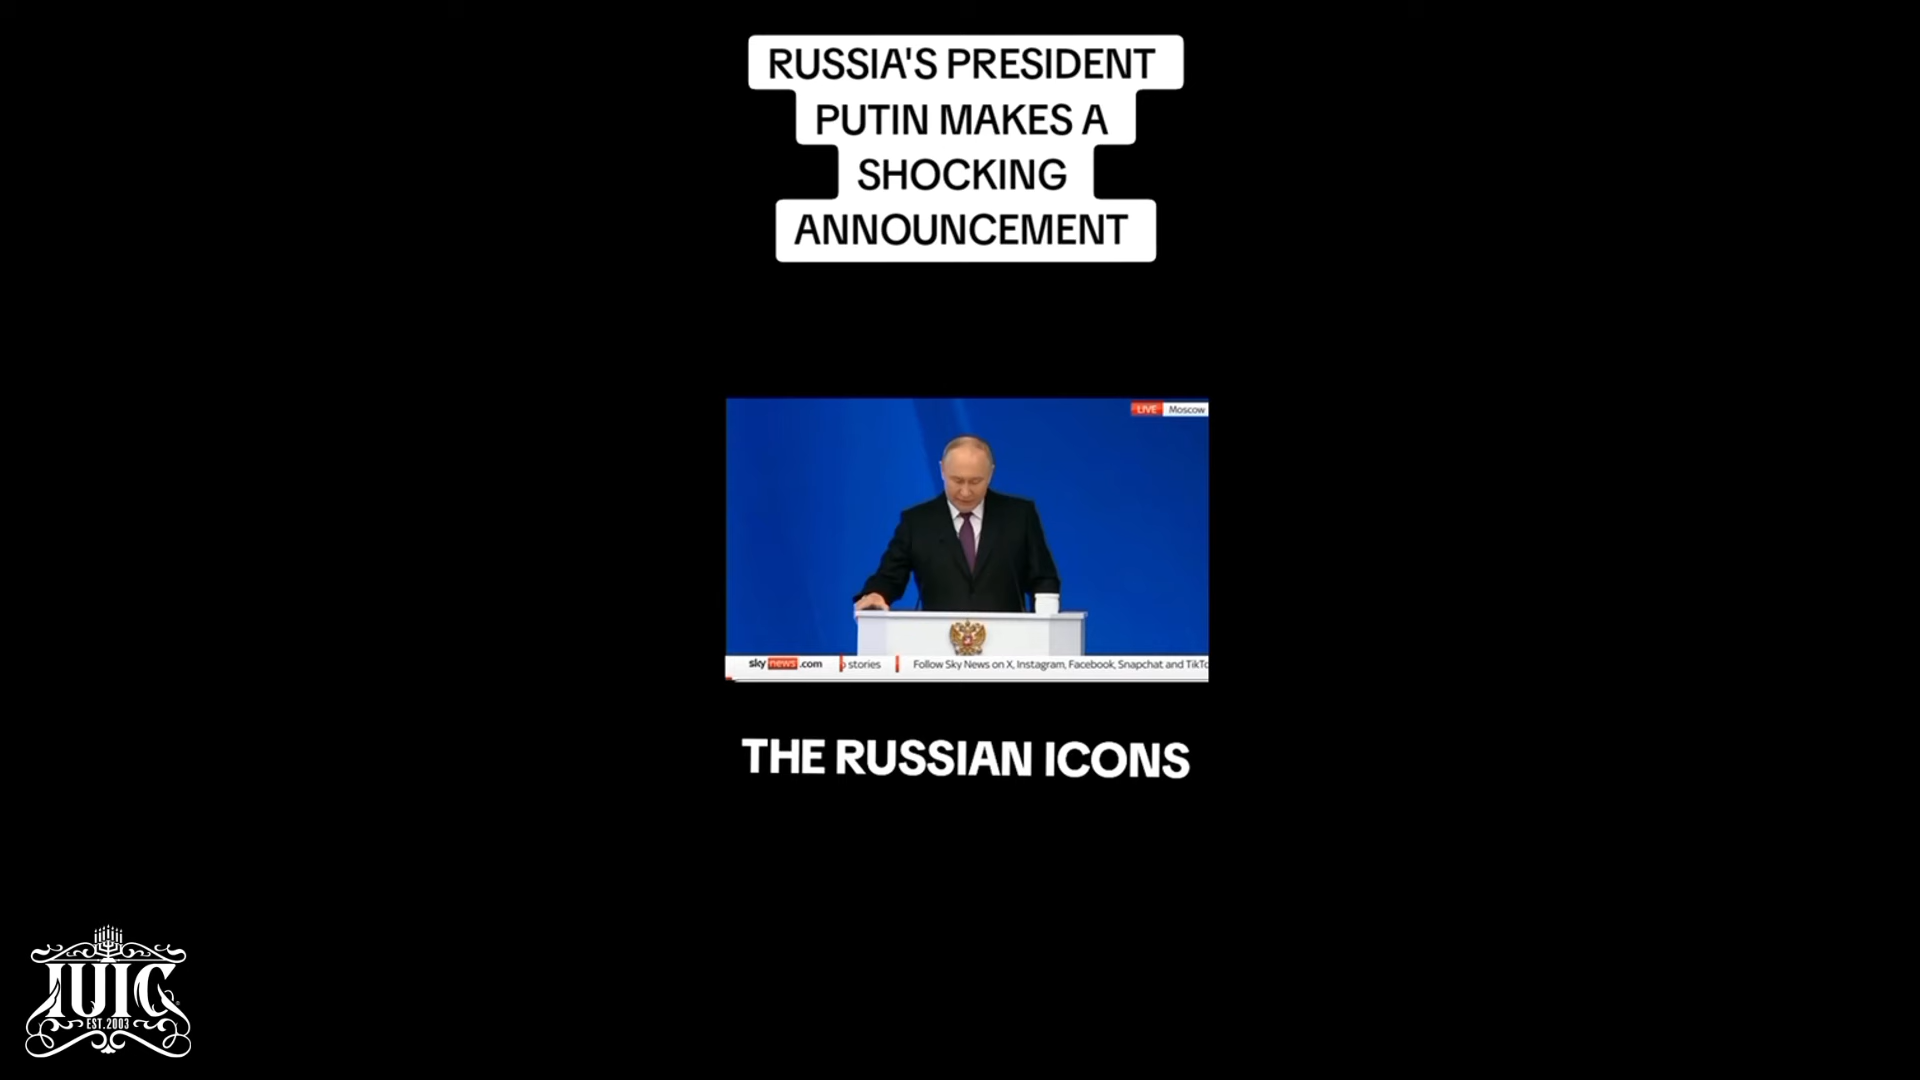 RUSSIA'S PRESIDENT
PUTIN MAKES A
SHOCKING
ANNOUNCEMENT
LIVE Moscow
sky news.com stories Follow Sky News on X, Instagram, Facebook, Snapchat and TikTo
THE RUSSIAN ICONS
IUIC
EST. 2003